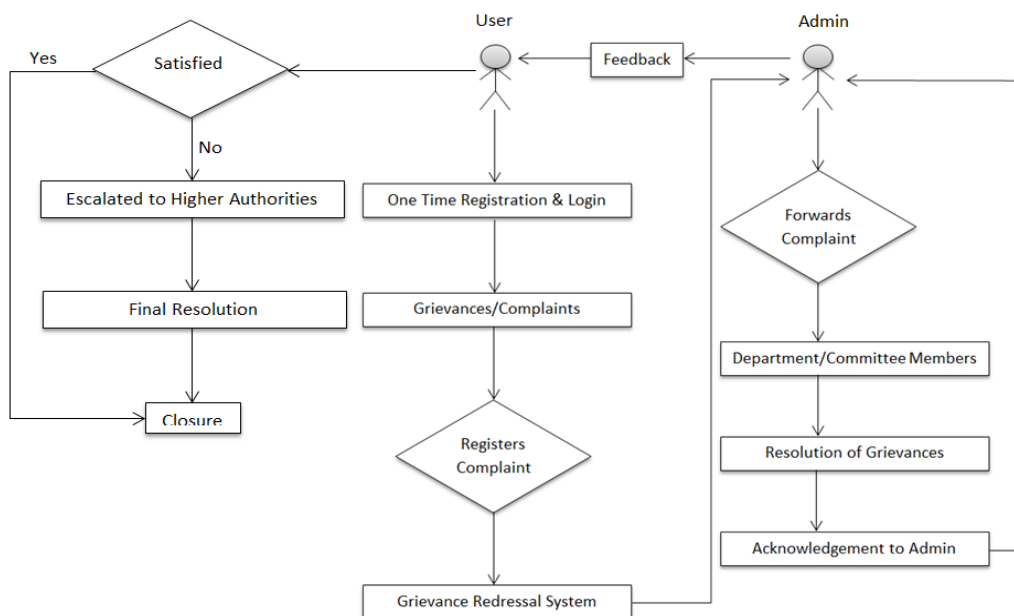 User
Admin
Yes
Satisfied
Feedback
No
Escalated to Higher Authorities
One Time Registration & Login
Forwards
Complaint
Final Resolution
Grievances/Complaints
Department/Committee Members
Closure
Registers
Complaint
Resolution of Grievances
Acknowledgement to Admin
Grievance Redressal System